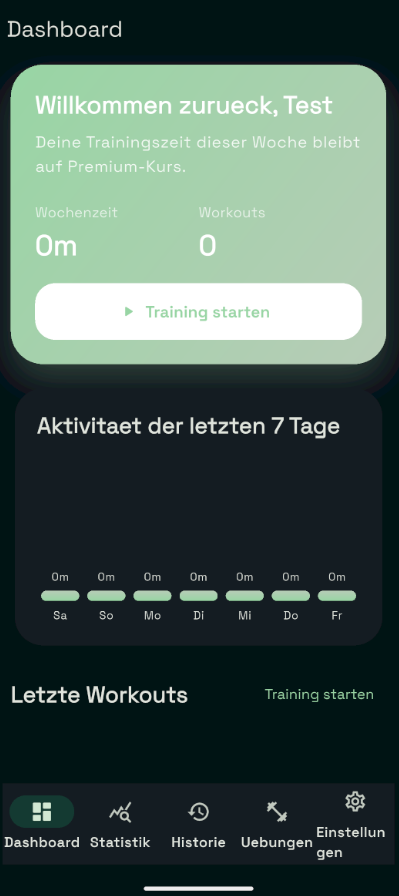 Dashboard
Willkommen zurueck, Test
Deine Trainingszeit dieser Woche bleibt
auf Premium-Kurs.
Wochenzeit Workouts
0m 0
Training starten
Aktivitaet der letzten 7 Tage
0m 0m 0m 0m 0m 0m 0m
Sa So Mo Di Mi Do Fr
Letzte Workouts Training starten
Dashboard Statistik Historie Uebungen Einstellun
gen